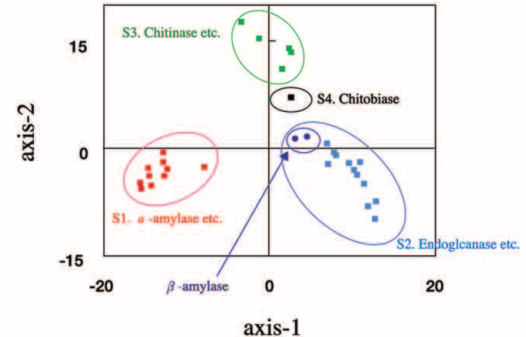 S3. Chitinase etc.
15
S4. Chitobiase
axis-2
0
S1. α-amylase etc.
S2. Endoglcanase etc.
-15
β-amylase
-20
0
20
axis-1